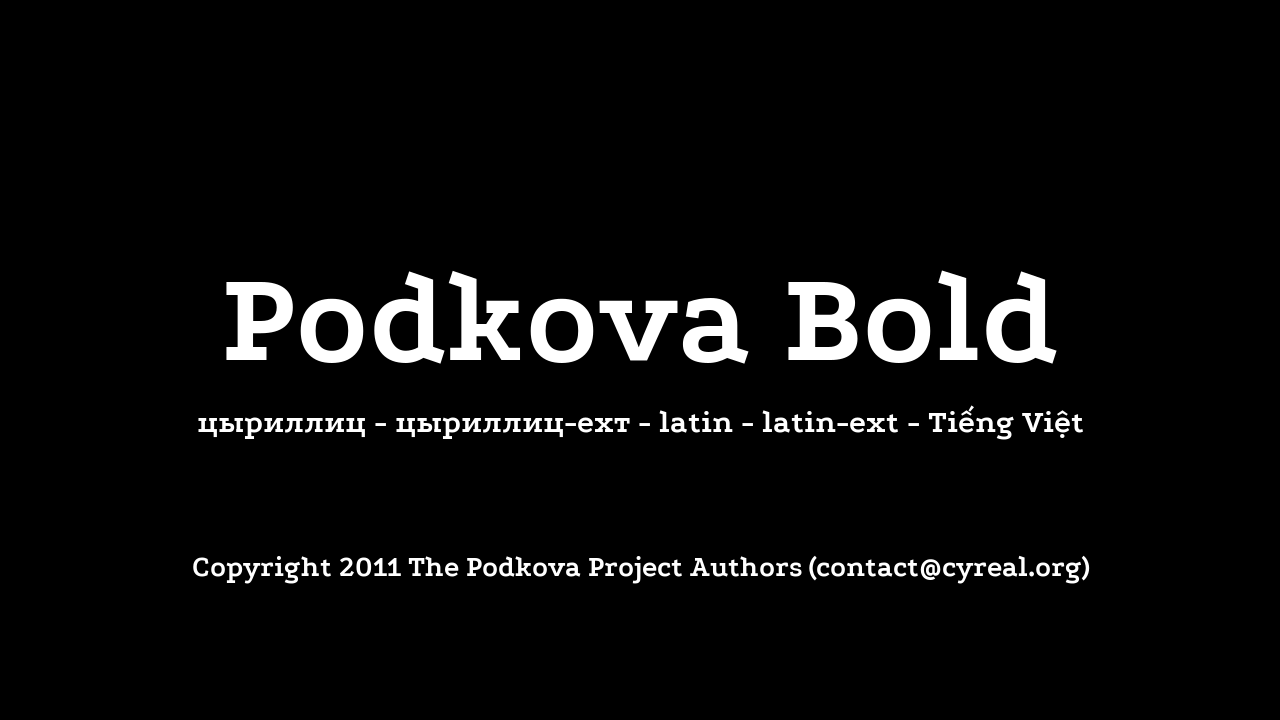 Podkova Bold
цыриллиц - цыриллиц-ехт - latin - latin-ext - Tiếng Việt
Copyright 2011 The Podkova Project Authors (contact@cyreal.org)